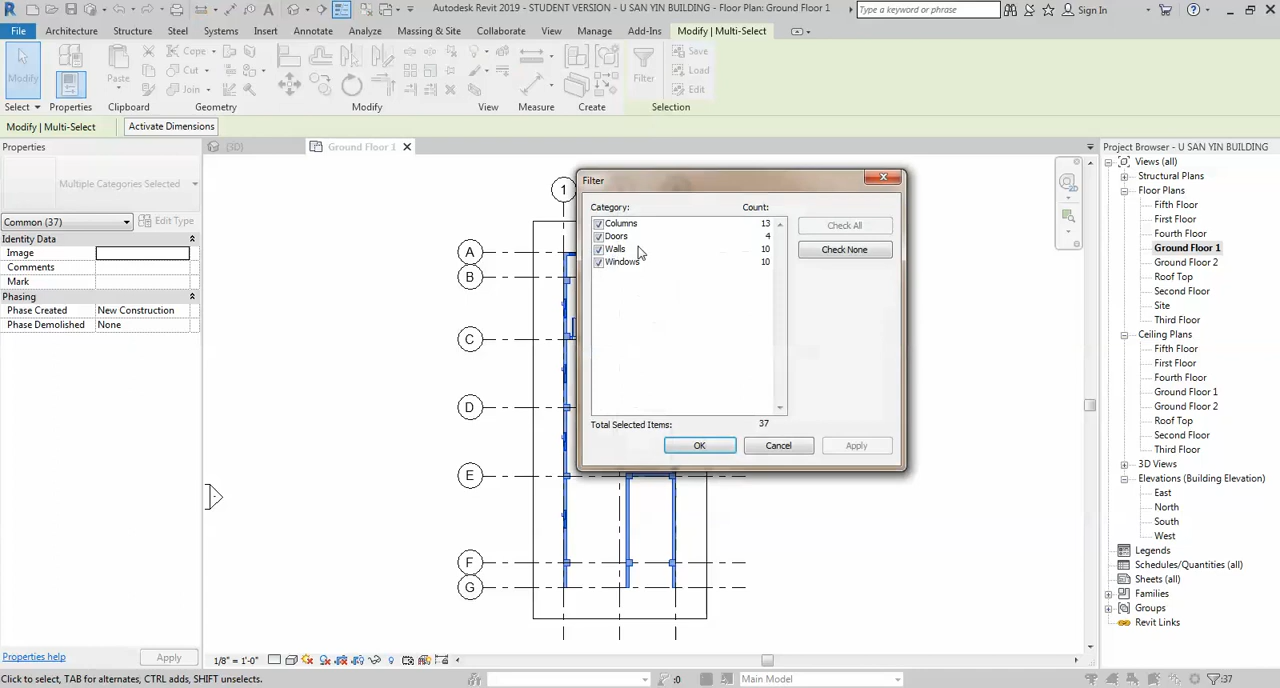 Autodesk Revit 2019 - STUDENT VERSION - U SAN YIN BUILDING - Floor Plan: Ground Floor 1
Type a keyword or phrase
Sign In
File
Architecture
Structure
Steel
Systems
Insert
Annotate
Analyze
Massing & Site
Collaborate
View
Manage
Add-Ins
Modify | Multi-Select
Modify
Paste
Cope
Cut
Join
Filter
Save
Load
Edit
Select
Properties
Clipboard
Geometry
Modify
View
Measure
Create
Selection
Modify | Multi-Select
Activate Dimensions
Properties
Multiple Categories Selected
Common (37)
Edit Type
Identity Data
Image
Comments
Mark
Phasing
Phase Created New Construction
Phase Demolished None
Properties help
Apply
{3D}
Ground Floor 1
1
A
B
C
D
E
F
G
Filter
Category: Count:
Columns 13
Doors 4
Walls 10
Windows 10
Check All
Check None
Total Selected Items: 37
OK
Cancel
Apply
2D
Project Browser - U SAN YIN BUILDING
Views (all)
Structural Plans
Floor Plans
Fifth Floor
First Floor
Fourth Floor
Ground Floor 1
Ground Floor 2
Roof Top
Second Floor
Site
Third Floor
Ceiling Plans
Fifth Floor
First Floor
Fourth Floor
Ground Floor 1
Ground Floor 2
Roof Top
Second Floor
Third Floor
3D Views
Elevations (Building Elevation)
East
North
South
West
Legends
Schedules/Quantities (all)
Sheets (all)
Families
Groups
Revit Links
1/8" = 1'-0"
Click to select, TAB for alternates, CTRL adds, SHIFT unselects.
:0
Main Model
:37